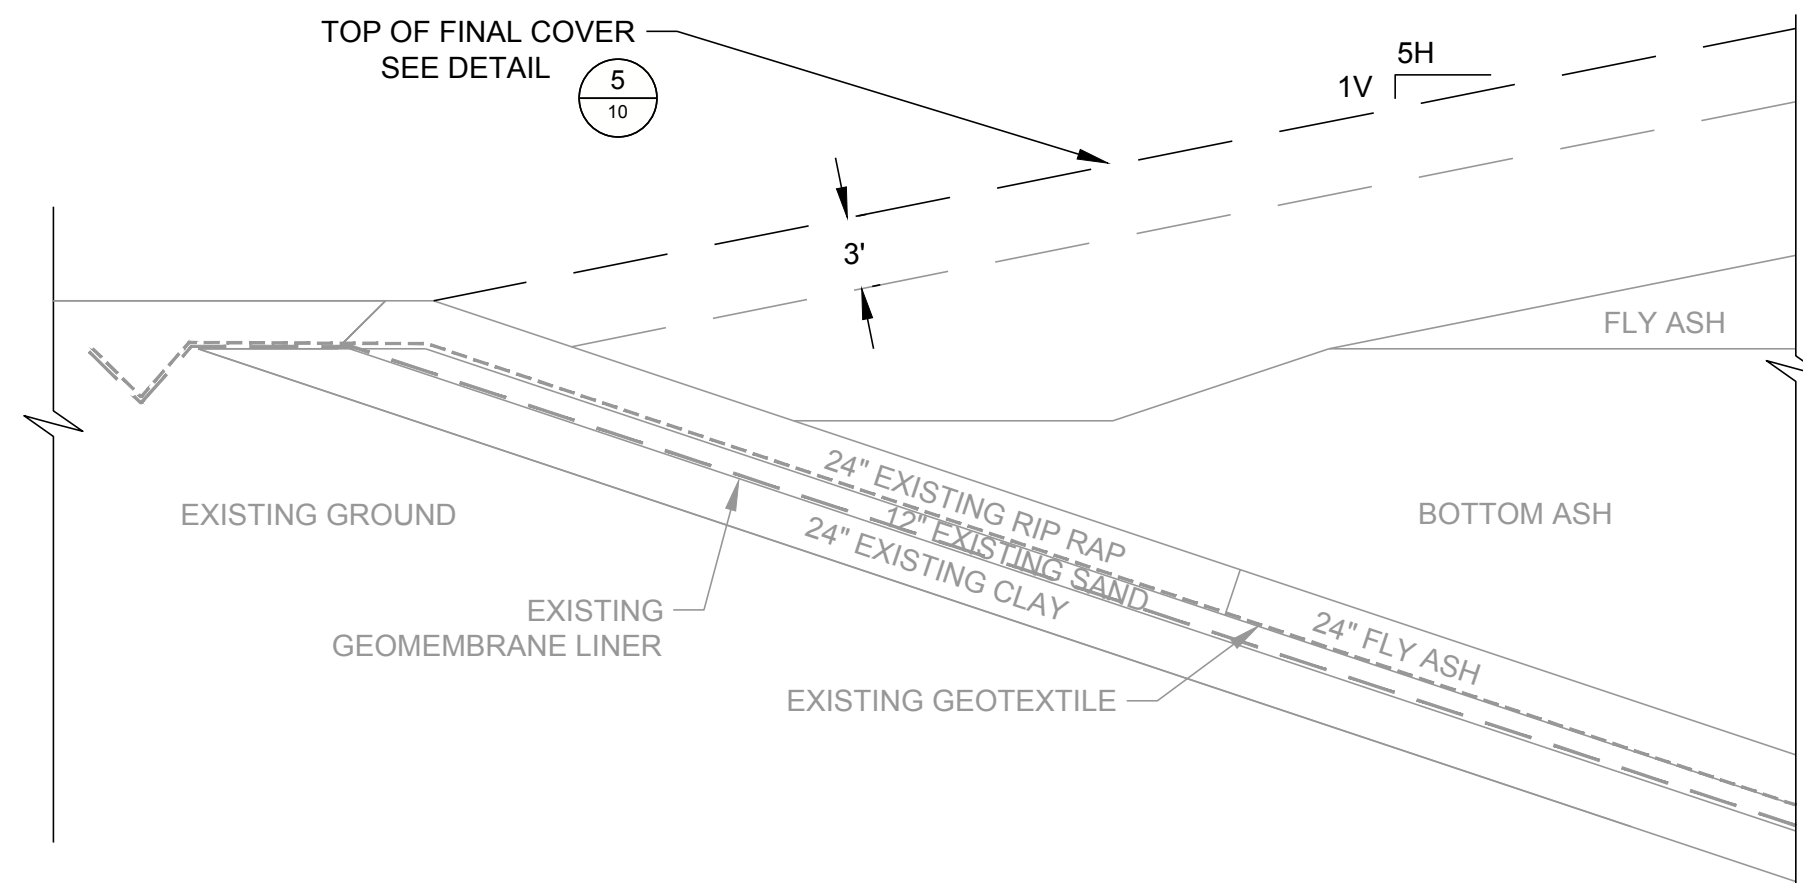 TOP OF FINAL COVER
SEE DETAIL
5
10
5H
1V
3'
FLY ASH
BOTTOM ASH
EXISTING GROUND
24" EXISTING RIP RAP
12" EXISTING SAND
24" EXISTING CLAY
24" FLY ASH
EXISTING
GEOMEMBRANE LINER
EXISTING GEOTEXTILE